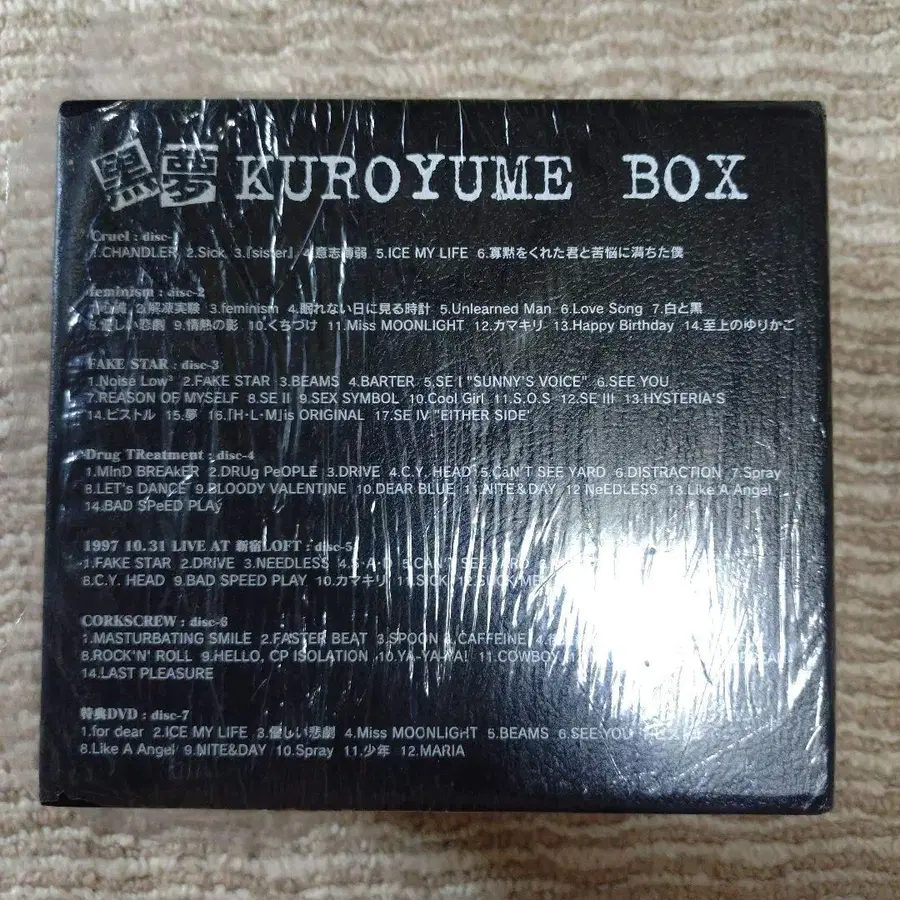 黒夢 KUROYUME BOX
Cruel : disc-1
1.CHANDLER 2.Sick 3.「sister」 4.意志薄弱 5.ICE MY LIFE 6.寡黙をくれた君と苦悩に満ちた僕
feminism : disc-2
2.解凍実験 3.feminism 4.眠れない日に見る時計 5.Unlearned Man 6.Love Song 7.白と黒
8.優しい悲劇 9.情熱の影 10.くちづけ 11.Miss MOONLIGHT 12.カマキリ 13.Happy Birthday 14.至上のゆりかご
FAKE STAR : disc-3
1.Noise Low³ 2.FAKE STAR 3.BEAMS 4.BARTER 5.SE I "SUNNY'S VOICE" 6.SEE YOU
7.REASON OF MYSELF 8.SE II 9.SEX SYMBOL 10.Cool Girl 11.S.O.S 12.SE III 13.HYSTERIA'S
14.ピストル 15.夢 16.「H・L・M」is ORIGINAL 17.SE IV "EITHER SIDE"
Drug TReatment : disc-4
1.MInD BREAkER 2.DRUg PeOPLE 3.DRIVE 4.C.Y. HEAD 5.CaN'T SEE YARD 6.DISTRACTION 7.Spray
8.LET's DANCE 9.BLOODY VALENTINE 10.DEAR BLUE 11.NITE&DAY 12 NeEDLESS 13.Like A Angel
14.BAD SPeED PLAy
1997 10.31 LIVE AT 新宿LOFT : disc-5
1.FAKE STAR 2.DRIVE 3.NEEDLESS 4.S・A・D 5.CAN'T SEE YARD
8.C.Y. HEAD 9.BAD SPEED PLAY 10.カマキリ 11.SICK 12.SUCK ME
CORKSCREW : disc-6
1.MASTURBATING SMILE 2.FASTER BEAT 3.SPOON & CAFFEINE
8.ROCK'N' ROLL 9.HELLO, CP ISOLATION 10.YA-YA-YA! 11.COWBOY
14.LAST PLEASURE
特典DVD : disc-7
1.for dear 2.ICE MY LIFE 3.優しい悲劇 4.Miss MOONLIGHT 5.BEAMS 6.SEE YOU
8.Like A Angel 9.NITE&DAY 10.Spray 11.少年 12.MARIA